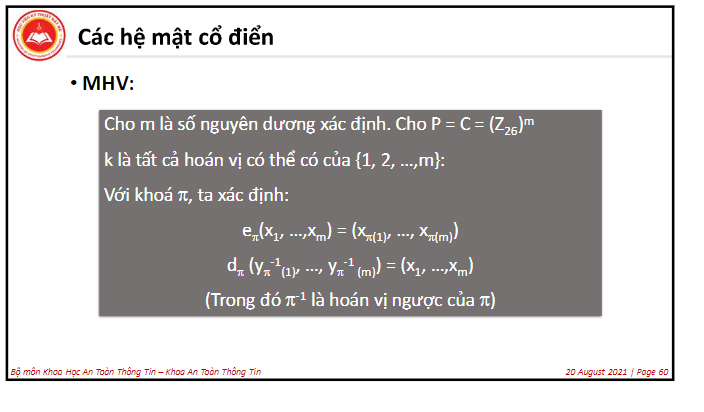 Các hệ mật cổ điển
• MHV:
Cho m là số nguyên dương xác định. Cho P = C = (Z₂₆)ᵐ
k là tất cả hoán vị có thể có của {1, 2, ...,m}:
Với khoá π, ta xác định:
eπ(x₁, ...,xₘ) = (xπ(1), ..., xπ(m))
dπ (yπ⁻¹(1), ..., yπ⁻¹ (m)) = (x₁, ...,xₘ)
(Trong đó π⁻¹ là hoán vị ngược của π)
Bộ môn Khoa Học An Toàn Thông Tin – Khoa An Toàn Thông Tin
20 August 2021 | Page 60